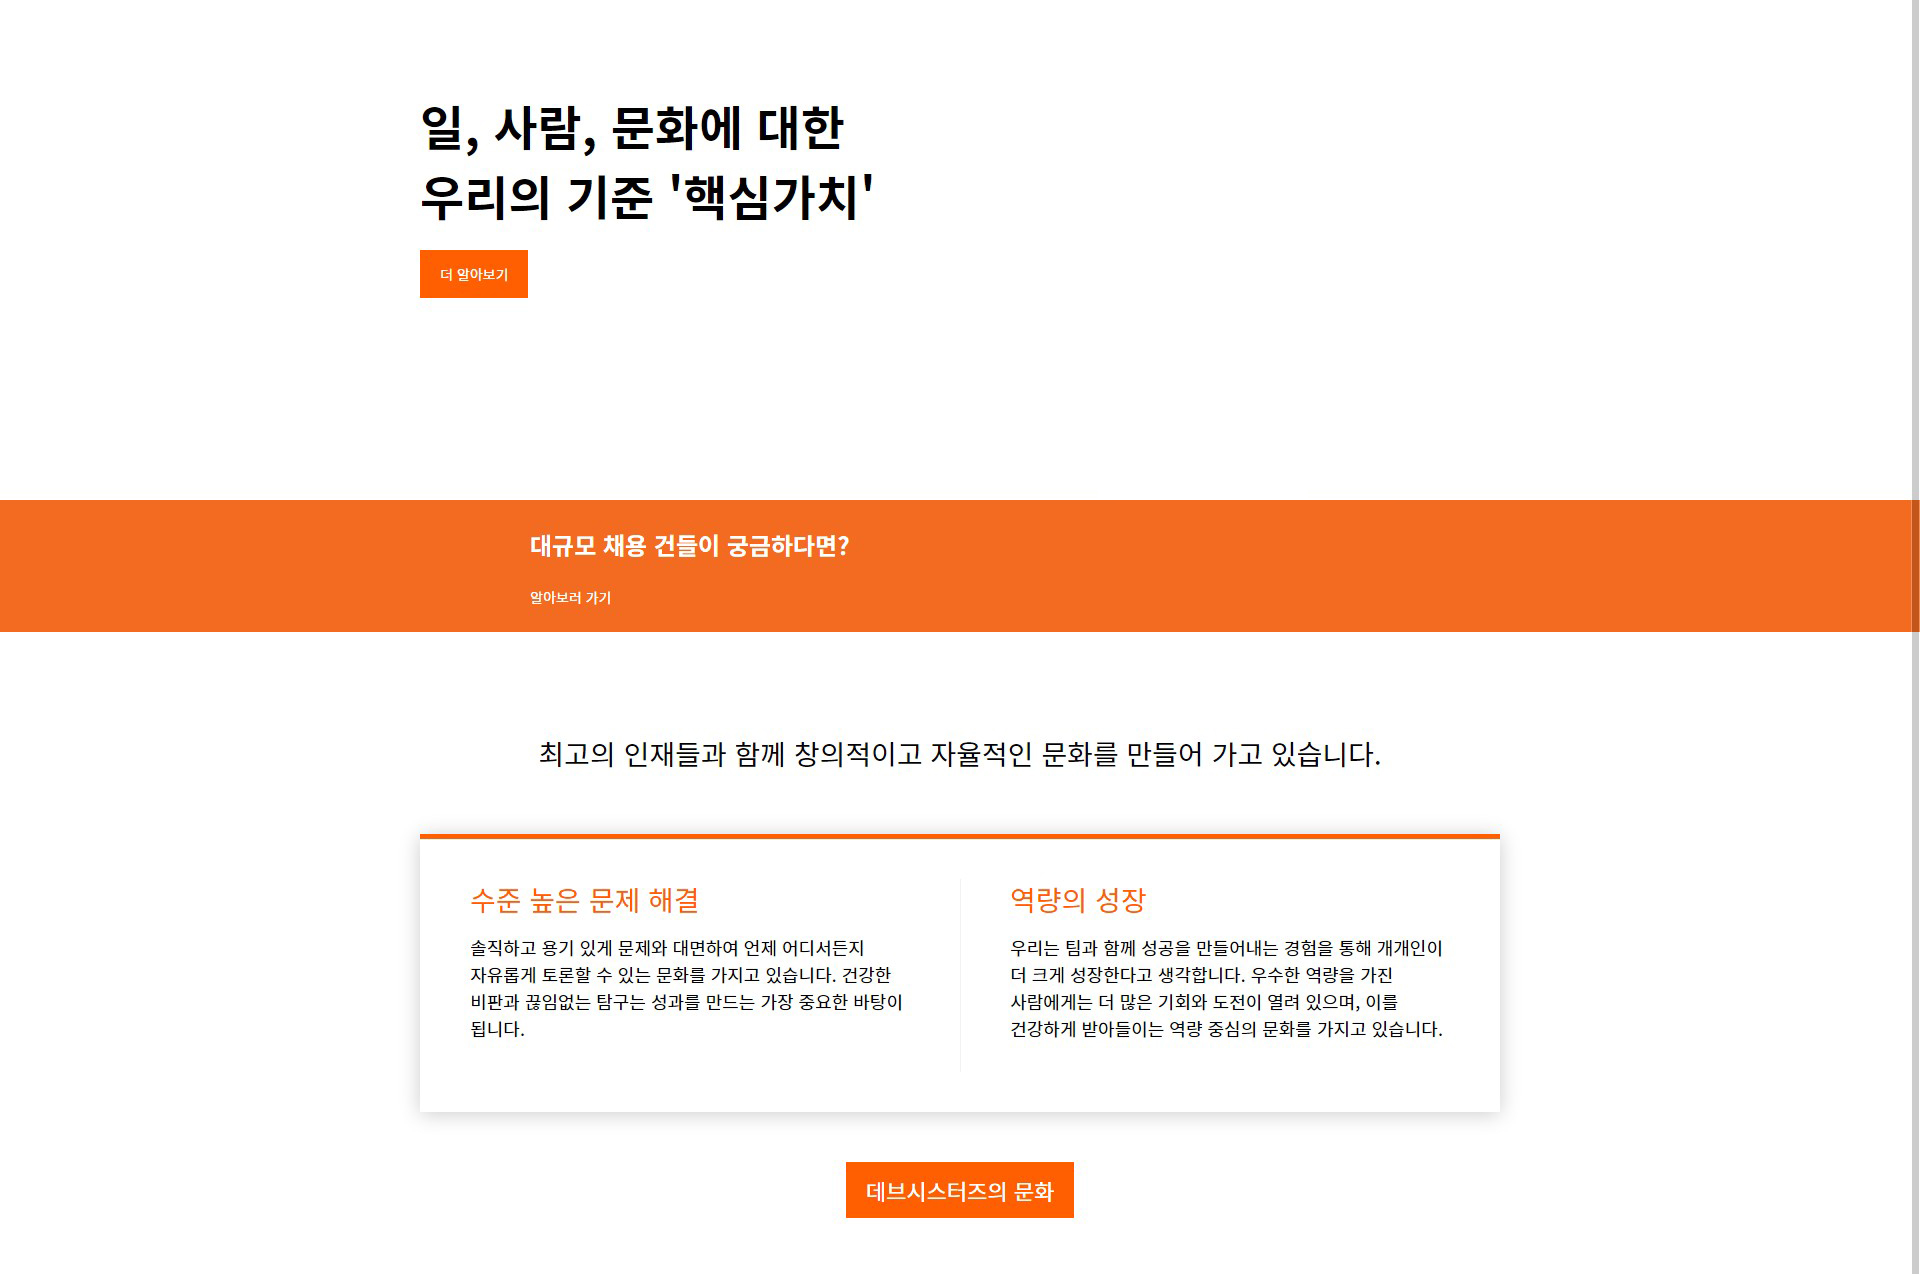 일, 사람, 문화에 대한
우리의 기준 '핵심가치'
더 알아보기
대규모 채용 건들이 궁금하다면?
알아보러 가기
최고의 인재들과 함께 창의적이고 자율적인 문화를 만들어 가고 있습니다.
수준 높은 문제 해결
솔직하고 용기 있게 문제와 대면하여 언제 어디서든지
자유롭게 토론할 수 있는 문화를 가지고 있습니다. 건강한
비판과 끊임없는 탐구는 성과를 만드는 가장 중요한 바탕이
됩니다.
역량의 성장
우리는 팀과 함께 성공을 만들어내는 경험을 통해 개개인이
더 크게 성장한다고 생각합니다. 우수한 역량을 가진
사람에게는 더 많은 기회와 도전이 열려 있으며, 이를
건강하게 받아들이는 역량 중심의 문화를 가지고 있습니다.
데브시스터즈의 문화